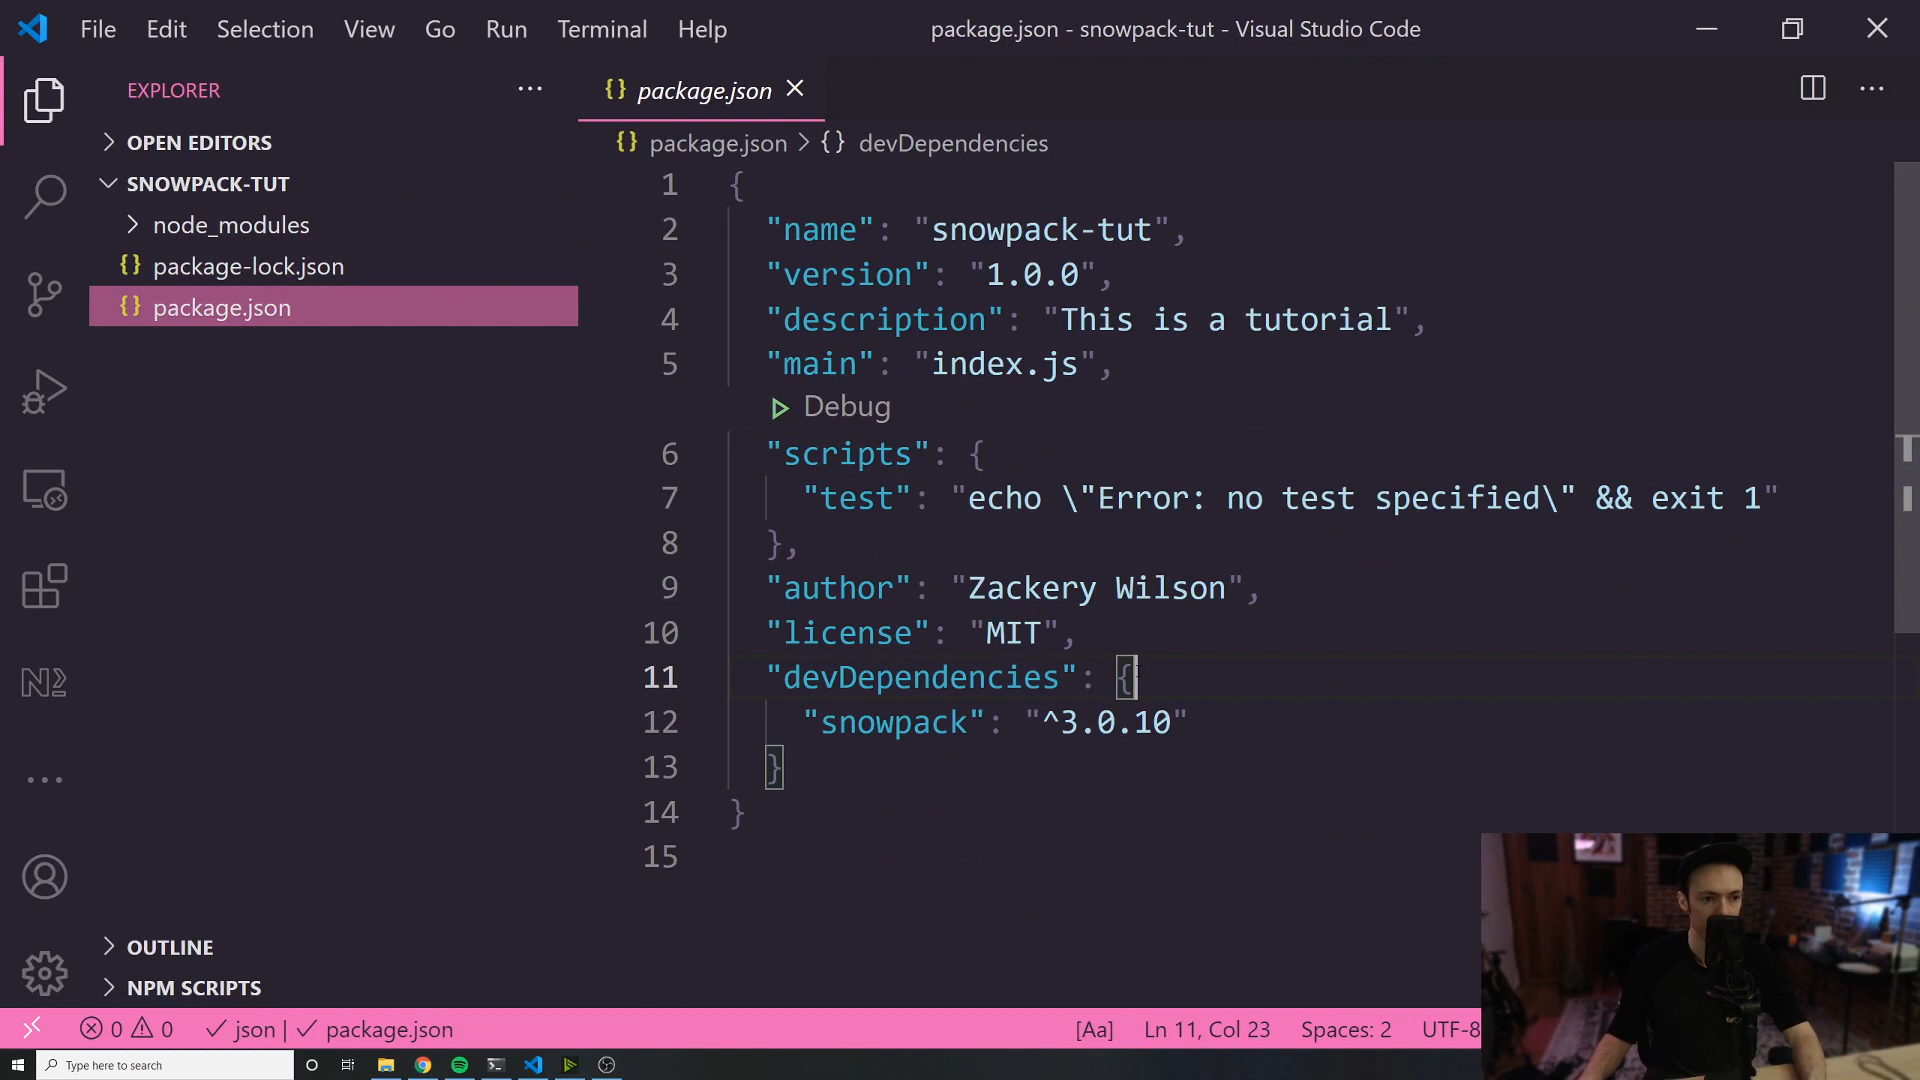 File Edit Selection View Go Run Terminal Help package.json - snowpack-tut - Visual Studio Code
EXPLORER
OPEN EDITORS
SNOWPACK-TUT
node_modules
{} package-lock.json
{} package.json
{} package.json
{} package.json > {} devDependencies
1 {
2 "name": "snowpack-tut",
3 "version": "1.0.0",
4 "description": "This is a tutorial",
5 "main": "index.js",
Debug
6 "scripts": {
7 "test": "echo \"Error: no test specified\" && exit 1"
8 },
9 "author": "Zackery Wilson",
10 "license": "MIT",
11 "devDependencies": {
12 "snowpack": "^3.0.10"
13 }
14 }
15
OUTLINE
NPM SCRIPTS
0 0 json | package.json [Aa] Ln 11, Col 23 Spaces: 2 UTF-8
Type here to search